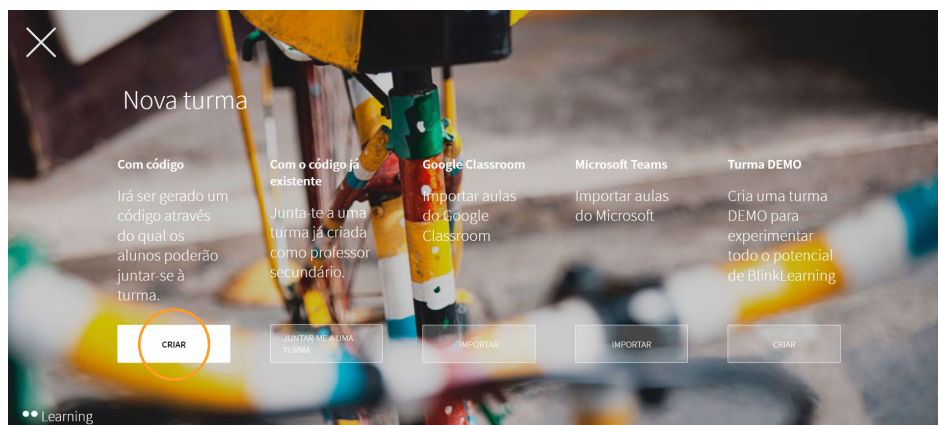 Nova turma
Com código
Irá ser gerado um
código através
do qual os
alunos poderão
juntar-se à
turma.
CRIAR
Com o código já
existente
Junta-te a uma
turma já criada
como professor
secundário.
JUNTAR-ME A UMA
TURMA
Google Classroom
Importar aulas
do Google
Classroom
IMPORTAR
Microsoft Teams
Importar aulas
do Microsoft
IMPORTAR
Turma DEMO
Cria uma turma
DEMO para
experimentar
todo o potencial
de BlinkLearning
CRIAR
Learning